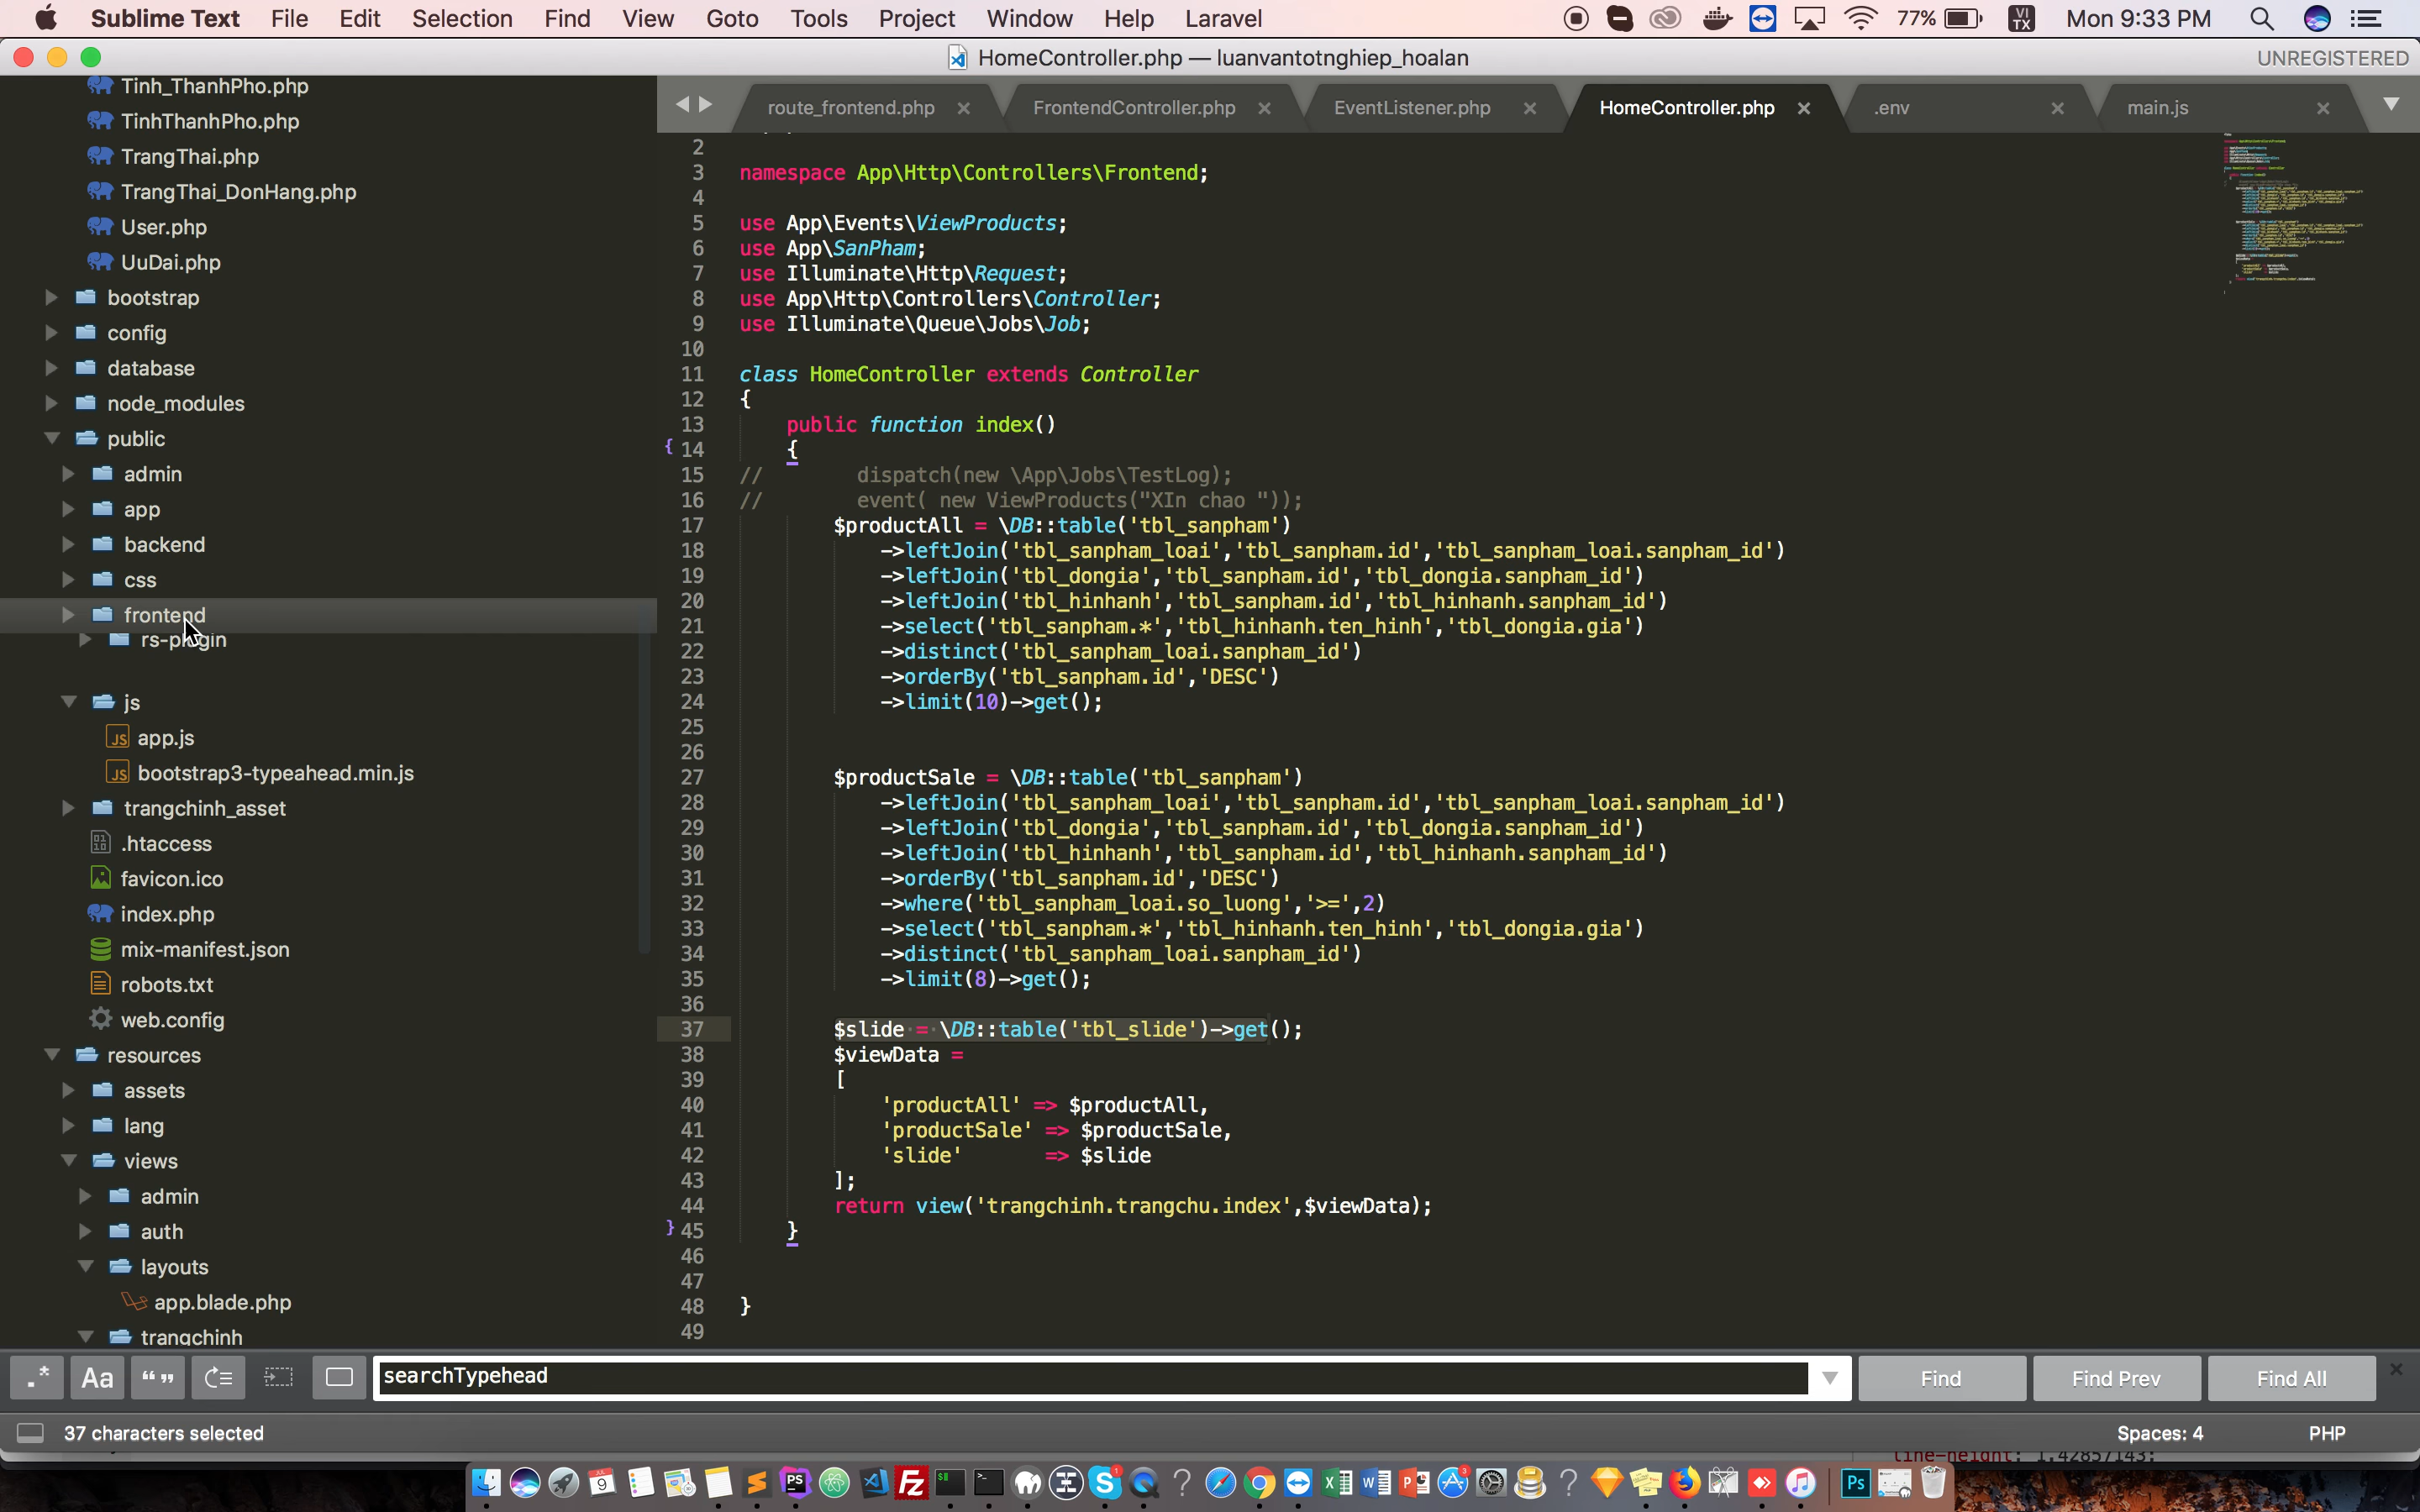 Sublime Text File Edit Selection Find View Goto Tools Project Window Help Laravel 77% VI TX Mon 9:33 PM
HomeController.php — luanvantotnghiep_hoalan UNREGISTERED
route_frontend.php FrontendController.php EventListener.php HomeController.php .env main.js
Tinh_ThanhPho.php
TinhThanhPho.php
TrangThai.php
TrangThai_DonHang.php
User.php
UuDai.php
bootstrap
config
database
node_modules
public
admin
app
backend
css
frontend
rs-plugin
js
app.js
bootstrap3-typeahead.min.js
trangchinh_asset
.htaccess
favicon.ico
index.php
mix-manifest.json
robots.txt
web.config
resources
assets
lang
views
admin
auth
layouts
app.blade.php
trangchinh
2
3 namespace App\Http\Controllers\Frontend;
4
5 use App\Events\ViewProducts;
6 use App\SanPham;
7 use Illuminate\Http\Request;
8 use App\Http\Controllers\Controller;
9 use Illuminate\Queue\Jobs\Job;
10
11 class HomeController extends Controller
12 {
13 public function index()
{ 14 {
15 // dispatch(new \App\Jobs\TestLog);
16 // event( new ViewProducts("XIn chao "));
17 $productAll = \DB::table('tbl_sanpham')
18 ->leftJoin('tbl_sanpham_loai','tbl_sanpham.id','tbl_sanpham_loai.sanpham_id')
19 ->leftJoin('tbl_dongia','tbl_sanpham.id','tbl_dongia.sanpham_id')
20 ->leftJoin('tbl_hinhanh','tbl_sanpham.id','tbl_hinhanh.sanpham_id')
21 ->select('tbl_sanpham.*','tbl_hinhanh.ten_hinh','tbl_dongia.gia')
22 ->distinct('tbl_sanpham_loai.sanpham_id')
23 ->orderBy('tbl_sanpham.id','DESC')
24 ->limit(10)->get();
25
26
27 $productSale = \DB::table('tbl_sanpham')
28 ->leftJoin('tbl_sanpham_loai','tbl_sanpham.id','tbl_sanpham_loai.sanpham_id')
29 ->leftJoin('tbl_dongia','tbl_sanpham.id','tbl_dongia.sanpham_id')
30 ->leftJoin('tbl_hinhanh','tbl_sanpham.id','tbl_hinhanh.sanpham_id')
31 ->orderBy('tbl_sanpham.id','DESC')
32 ->where('tbl_sanpham_loai.so_luong','>=',2)
33 ->select('tbl_sanpham.*','tbl_hinhanh.ten_hinh','tbl_dongia.gia')
34 ->distinct('tbl_sanpham_loai.sanpham_id')
35 ->limit(8)->get();
36
37 $slide = \DB::table('tbl_slide')->get();
38 $viewData =
39 [
40 'productAll' => $productAll,
41 'productSale' => $productSale,
42 'slide' => $slide
43 ];
44 return view('trangchinh.trangchu.index',$viewData);
} 45 }
46
47
48 }
49
.* Aa “ ” searchTypehead Find Find Prev Find All
37 characters selected Spaces: 4 PHP
line-height: 1.42857143;